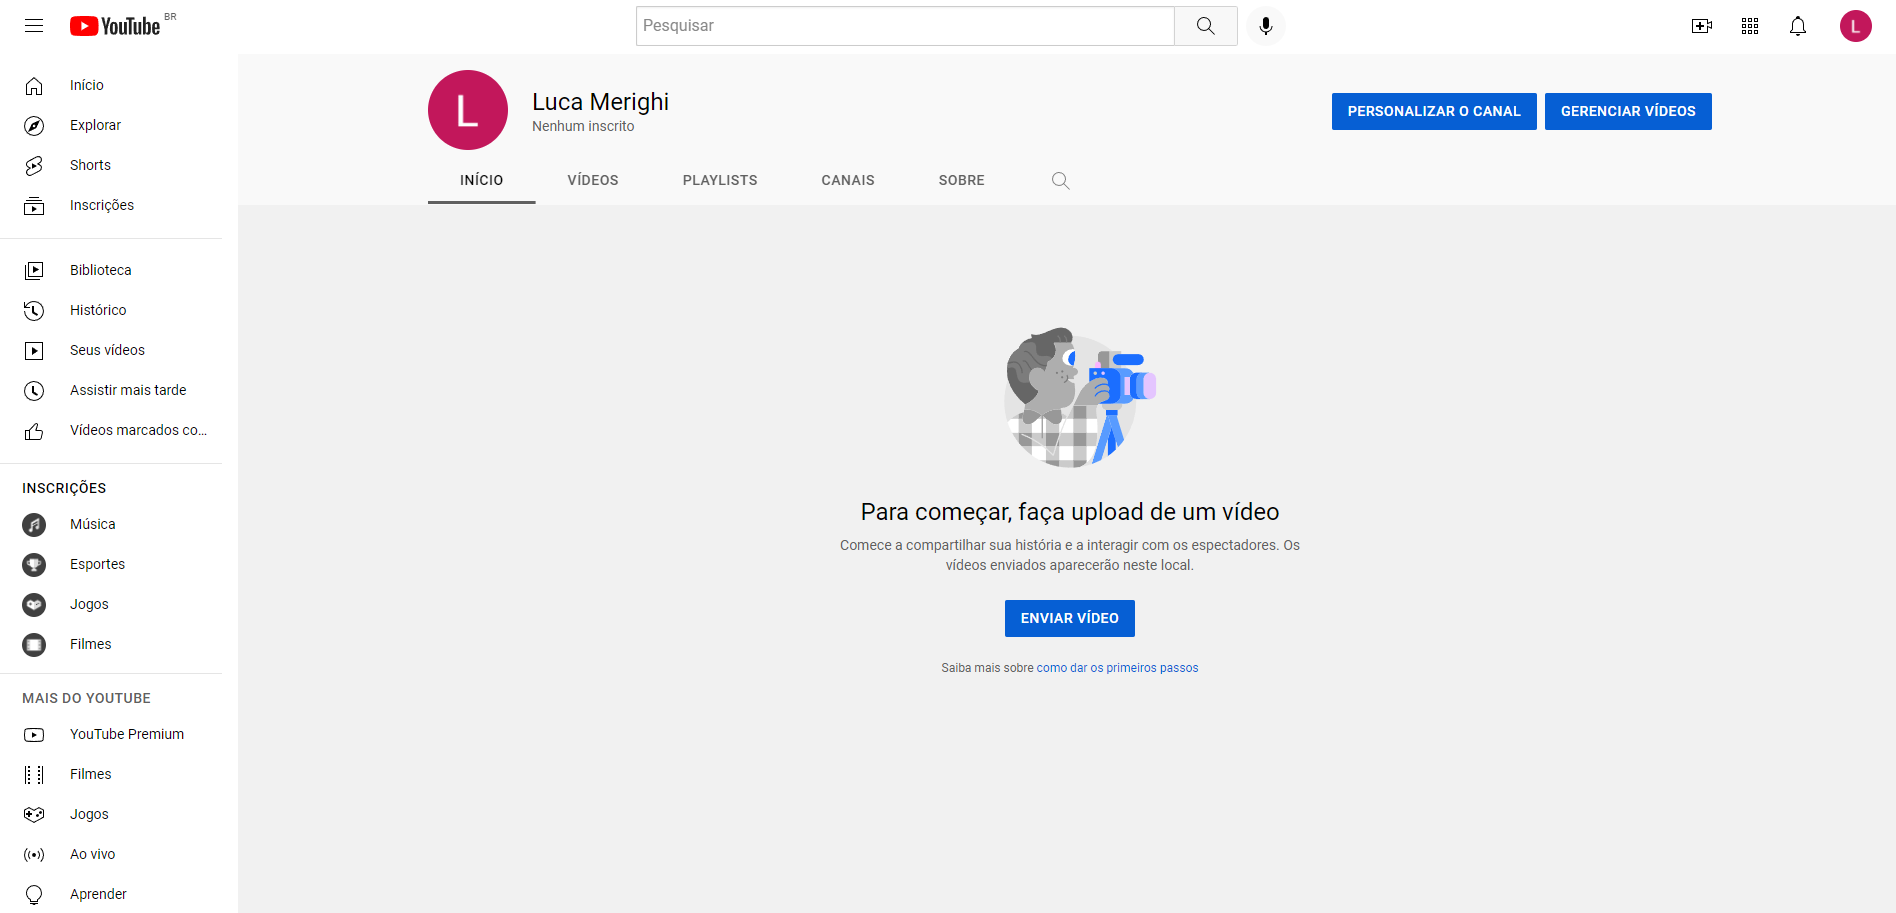 YouTube BR
Pesquisar
L
Início
Explorar
Shorts
Inscrições
Biblioteca
Histórico
Seus vídeos
Assistir mais tarde
Vídeos marcados co...
INSCRIÇÕES
Música
Esportes
Jogos
Filmes
MAIS DO YOUTUBE
YouTube Premium
Filmes
Jogos
Ao vivo
Aprender
L
Luca Merighi
Nenhum inscrito
PERSONALIZAR O CANAL
GERENCIAR VÍDEOS
INÍCIO
VÍDEOS
PLAYLISTS
CANAIS
SOBRE
Para começar, faça upload de um vídeo
Comece a compartilhar sua história e a interagir com os espectadores. Os
vídeos enviados aparecerão neste local.
ENVIAR VÍDEO
Saiba mais sobre como dar os primeiros passos